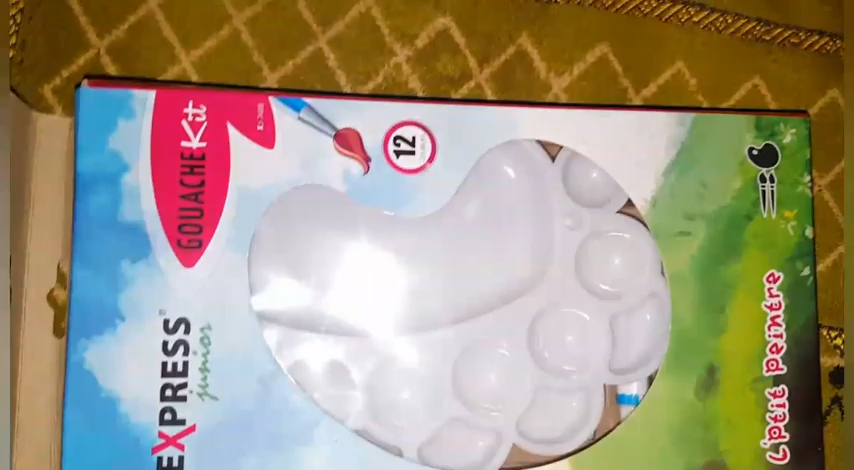 GOUACHE Kit
12
EXPRESS®
junior
petit peintre